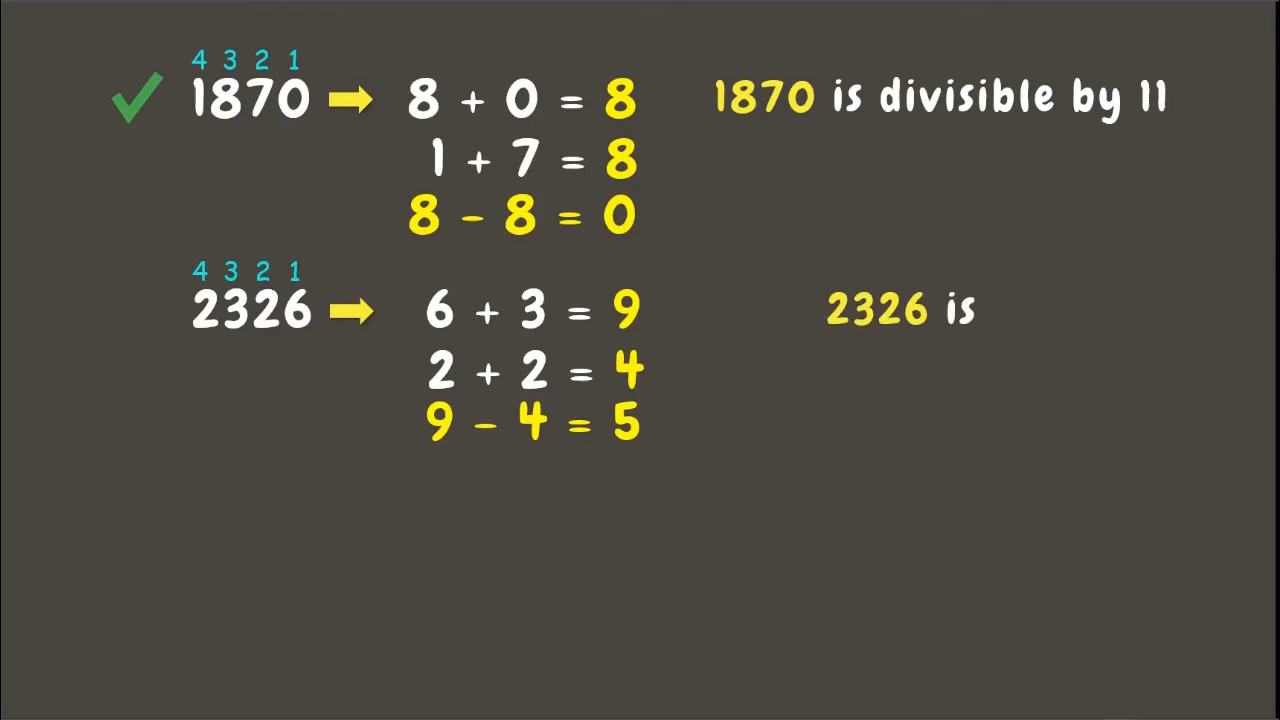 4 3 2 1
1870 8 + 0 = 8 1870 is divisible by 11
1 + 7 = 8
8 - 8 = 0
4 3 2 1
2326 6 + 3 = 9 2326 is
2 + 2 = 4
9 - 4 = 5